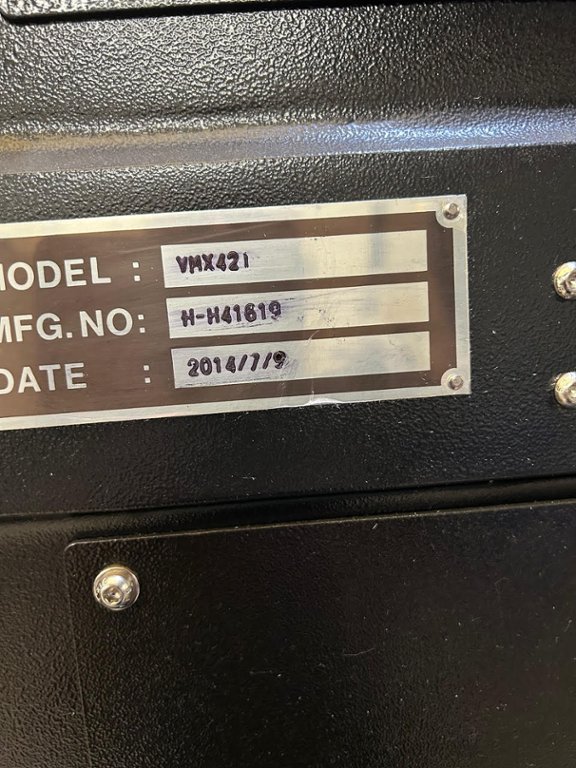 MODEL : VMX42i
MFG. NO: H-H41619
DATE : 2014/7/9